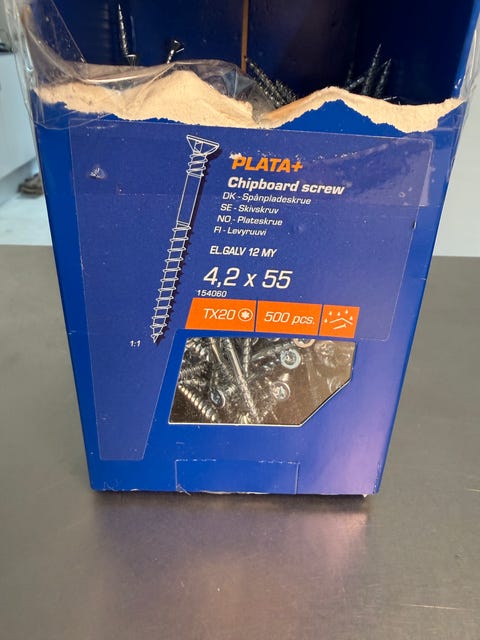 PLATA+
Chipboard screw
DK - Spånpladeskrue
SE - Skivskruv
NO - Plateskrue
FI - Levyruuvi
EL.GALV 12 MY
4,2 x 55
154060
TX20
500 pcs.
1:1